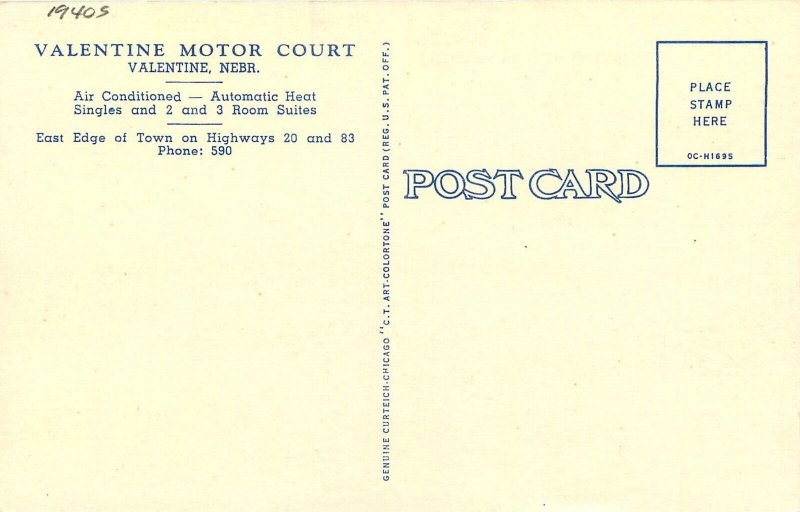 1940s
VALENTINE MOTOR COURT
VALENTINE, NEBR.
Air Conditioned — Automatic Heat
Singles and 2 and 3 Room Suites
East Edge of Town on Highways 20 and 83
Phone: 590
GENUINE CURTEICH-CHICAGO "C.T. ART-COLORTONE" POST CARD (REG. U.S. PAT. OFF.)
POST CARD
PLACE
STAMP
HERE
OC-H1695